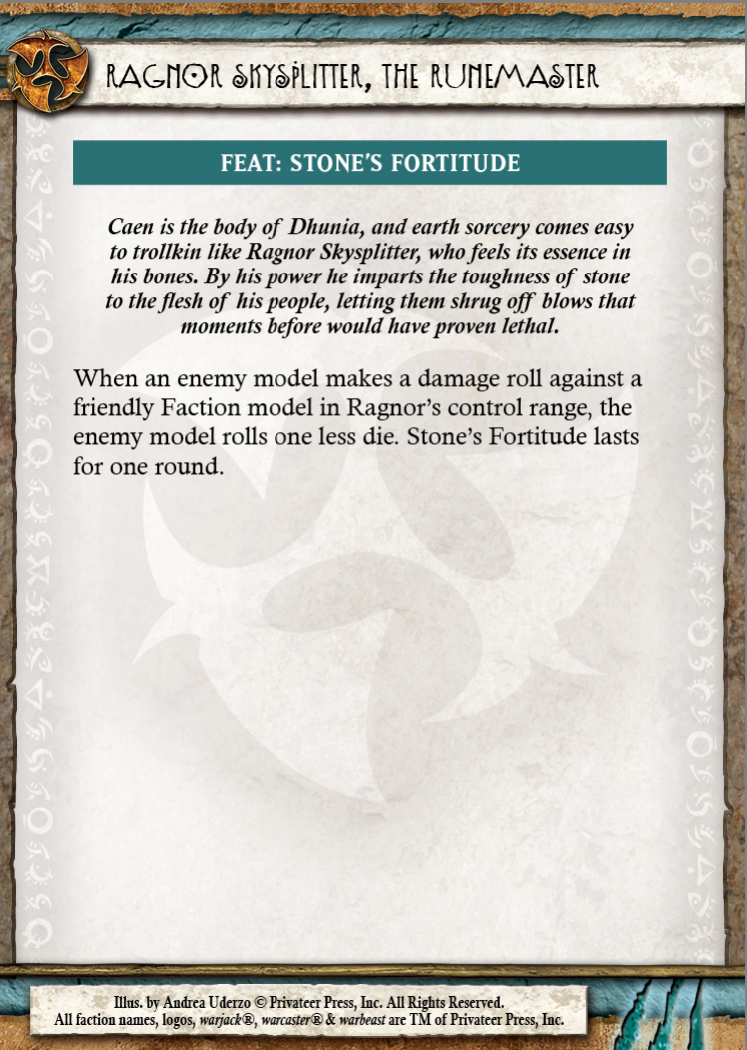 RAGNOR SKYSPLITTER, THE RUNEMASTER
FEAT: STONE'S FORTITUDE
Caen is the body of Dhunia, and earth sorcery comes easy
to trollkin like Ragnor Skysplitter, who feels its essence in
his bones. By his power he imparts the toughness of stone
to the flesh of his people, letting them shrug off blows that
moments before would have proven lethal.
When an enemy model makes a damage roll against a
friendly Faction model in Ragnor's control range, the
enemy model rolls one less die. Stone's Fortitude lasts
for one round.
Illus. by Andrea Uderzo © Privateer Press, Inc. All Rights Reserved.
All faction names, logos, warjack®, warcaster® & warbeast are TM of Privateer Press, Inc.